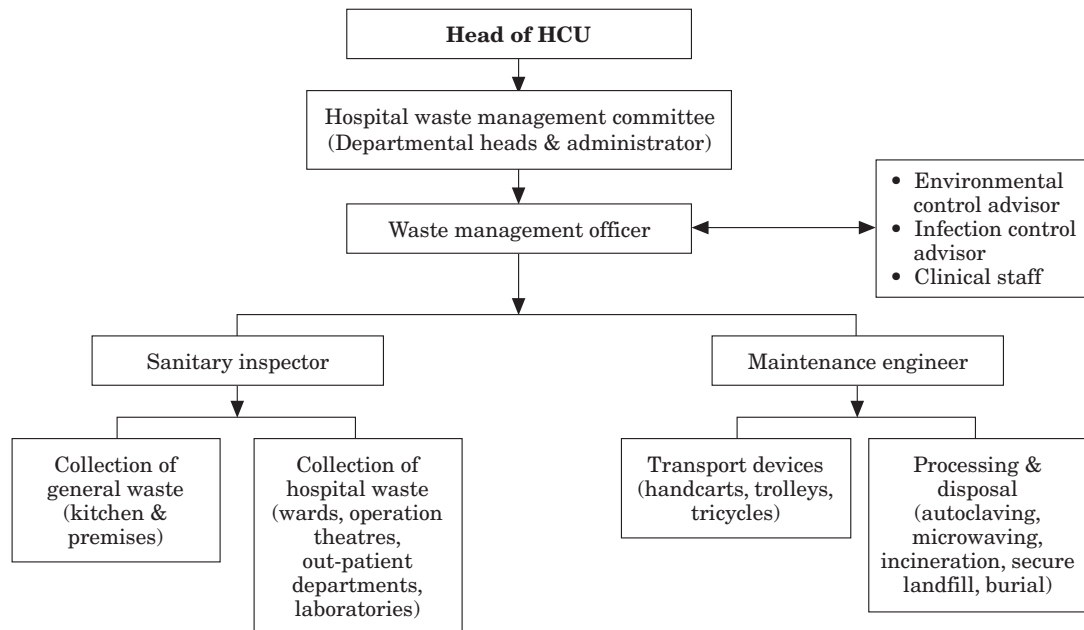 Head of HCU
Hospital waste management committee
(Departmental heads & administrator)
Waste management officer
• Environmental
control advisor
• Infection control
advisor
• Clinical staff
Sanitary inspector
Maintenance engineer
Collection of
general waste
(kitchen &
premises)
Collection of
hospital waste
(wards, operation
theatres,
out-patient
departments,
laboratories)
Transport devices
(handcarts, trolleys,
tricycles)
Processing &
disposal
(autoclaving,
microwaving,
incineration, secure
landfill, burial)